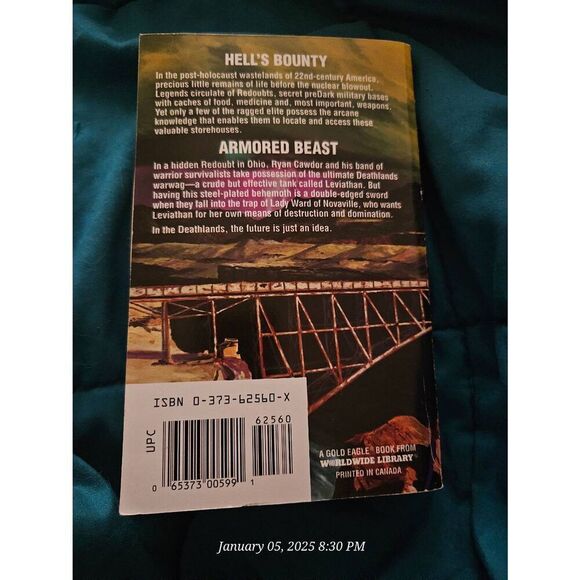 HELL'S BOUNTY
In the post-holocaust wastelands of 22nd-century America,
precious little remains of life before the nuclear blowout.
Legends circulate of Redoubts, secret preDark military bases
with caches of food, medicine and, most important, weapons.
Yet only a few of the ragged elite possess the arcane
knowledge that enables them to locate and access these
valuable storehouses.
ARMORED BEAST
In a hidden Redoubt in Ohio, Ryan Cawdor and his band of
warrior survivalists take possession of the ultimate Deathlands
warwag—a crude but effective tank called Leviathan. But
having this steel-plated behemoth is a double-edged sword
when they fall into the trap of Lady Ward of Novaville, who wants
Leviathan for her own means of destruction and domination.
In the Deathlands, the future is just an idea.
ISBN 0-373-62560-X
62560
UPC
0 65373 00599 1
A GOLD EAGLE® BOOK FROM
WORLDWIDE LIBRARY™
PRINTED IN CANADA
January 05, 2025 8:30 PM